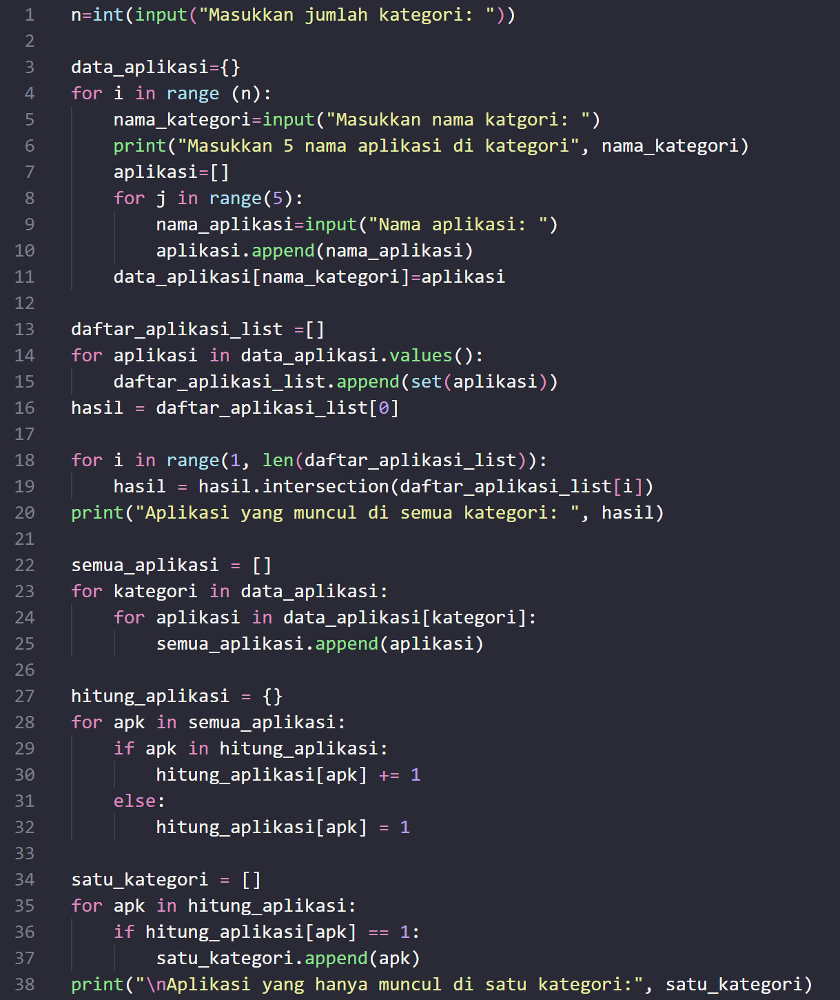 1 n=int(input("Masukkan jumlah kategori: "))
2
3 data_aplikasi={}
4 for i in range (n):
5     nama_kategori=input("Masukkan nama katgori: ")
6     print("Masukkan 5 nama aplikasi di kategori", nama_kategori)
7     aplikasi=[]
8     for j in range(5):
9         nama_aplikasi=input("Nama aplikasi: ")
10         aplikasi.append(nama_aplikasi)
11     data_aplikasi[nama_kategori]=aplikasi
12
13 daftar_aplikasi_list =[]
14 for aplikasi in data_aplikasi.values():
15     daftar_aplikasi_list.append(set(aplikasi))
16 hasil = daftar_aplikasi_list[0]
17
18 for i in range(1, len(daftar_aplikasi_list)):
19     hasil = hasil.intersection(daftar_aplikasi_list[i])
20 print("Aplikasi yang muncul di semua kategori: ", hasil)
21
22 semua_aplikasi = []
23 for kategori in data_aplikasi:
24     for aplikasi in data_aplikasi[kategori]:
25         semua_aplikasi.append(aplikasi)
26
27 hitung_aplikasi = {}
28 for apk in semua_aplikasi:
29     if apk in hitung_aplikasi:
30         hitung_aplikasi[apk] += 1
31     else:
32         hitung_aplikasi[apk] = 1
33
34 satu_kategori = []
35 for apk in hitung_aplikasi:
36     if hitung_aplikasi[apk] == 1:
37         satu_kategori.append(apk)
38 print("\nAplikasi yang hanya muncul di satu kategori:", satu_kategori)